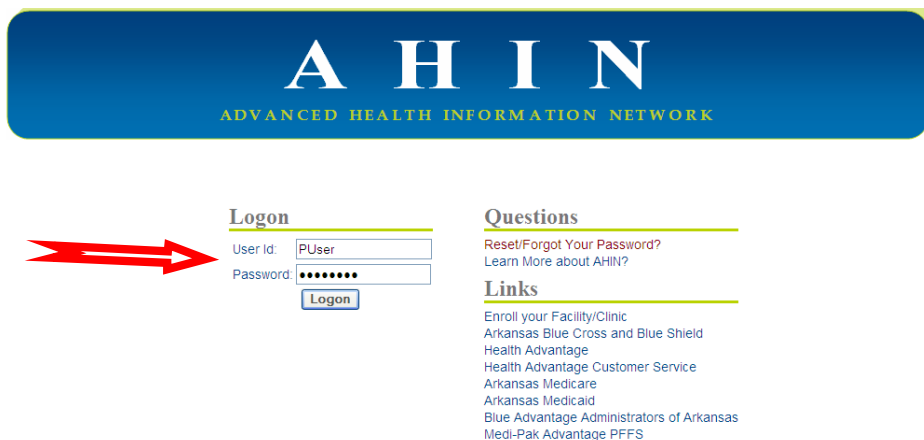 A H I N
ADVANCED HEALTH INFORMATION NETWORK
Logon
User Id: PUser
Password: ••••••••
Logon
Questions
Reset/Forgot Your Password?
Learn More about AHIN?
Links
Enroll your Facility/Clinic
Arkansas Blue Cross and Blue Shield
Health Advantage
Health Advantage Customer Service
Arkansas Medicare
Arkansas Medicaid
Blue Advantage Administrators of Arkansas
Medi-Pak Advantage PFFS